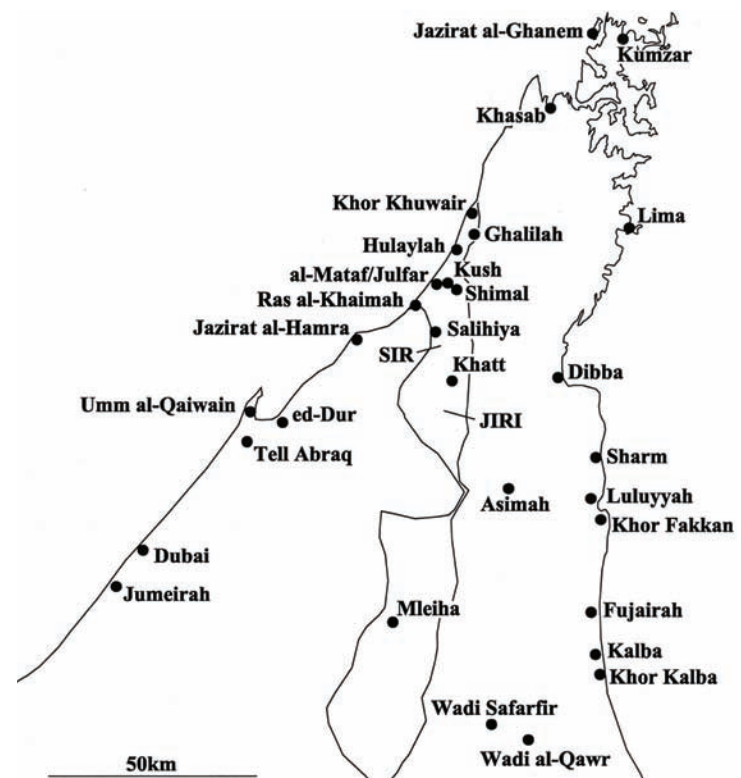 Jazirat al-Ghanem
Kumzar
Khasab
Khor Khuwair
Lima
Ghalilah
Hulaylah
al-Mataf/Julfar
Kush
Shimal
Ras al-Khaimah
Jazirat al-Hamra
Salihiya
SIR
Khatt
Dibba
Umm al-Qaiwain
ed-Dur
JIRI
Tell Abraq
Sharm
Asimah
Luluyyah
Khor Fakkan
Dubai
Jumeirah
Mleiha
Fujairah
Kalba
Khor Kalba
Wadi Safarfir
Wadi al-Qawr
50km